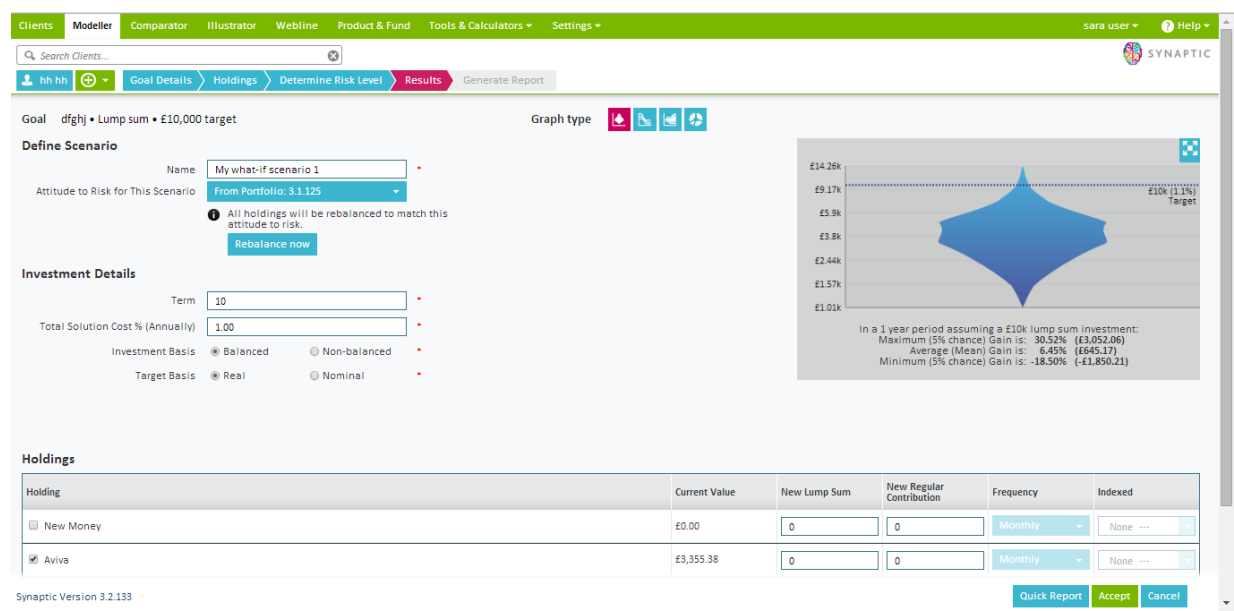 Clients Modeller Comparator Illustrator Webline Product & Fund Tools & Calculators Settings sara user Help
Search Clients...
SYNAPTIC
hh hh Goal Details Holdings Determine Risk Level Results Generate Report
Goal dfghj • Lump sum • £10,000 target Graph type
Define Scenario
Name My what-if scenario 1 *
Attitude to Risk for This Scenario From Portfolio: 3.1.125
All holdings will be rebalanced to match this
attitude to risk.
Rebalance now
Investment Details
Term 10 *
Total Solution Cost % (Annually) 1.00 *
Investment Basis Balanced Non-balanced *
Target Basis Real Nominal *
£14.26k
£9.17k
£5.9k
£3.8k
£2.44k
£1.57k
£1.01k
£10k (1.1%)
Target
In a 1 year period assuming a £10k lump sum investment:
Maximum (5% chance) Gain is: 30.52% (£3,052.06)
Average (Mean) Gain is: 6.45% (£645.17)
Minimum (5% chance) Gain is: -18.50% (-£1,850.21)
Holdings
Holding Current Value New Lump Sum New Regular Contribution Frequency Indexed
New Money £0.00 0 0 Monthly None ---
Aviva £3,355.38 0 0 Monthly None ---
Synaptic Version 3.2.133 Quick Report Accept Cancel